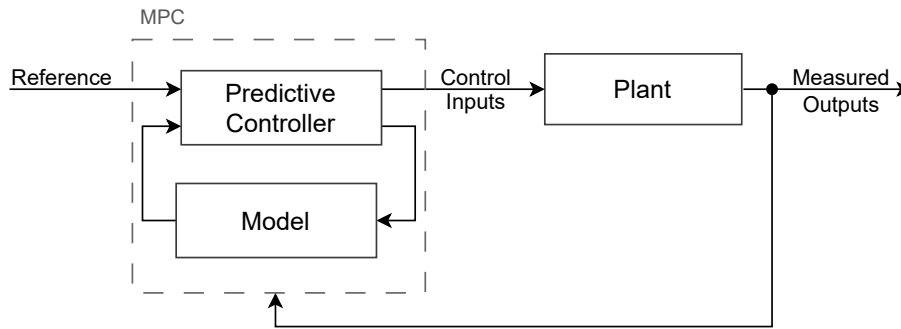 MPC
Reference
Predictive
Controller
Control
Inputs
Plant
Measured
Outputs
Model